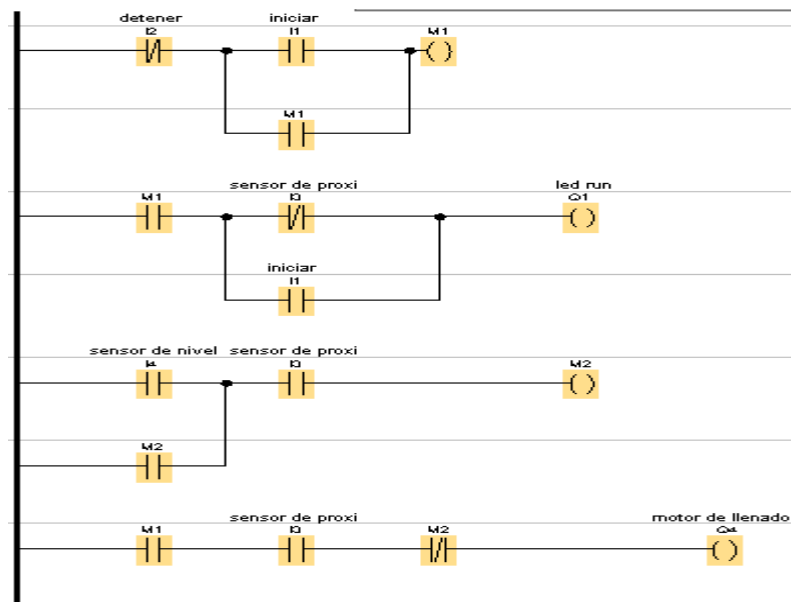 detener iniciar
I2 I1 M1
M1
sensor de proxi led run
M1 I3 Q1
iniciar
I1
sensor de nivel sensor de proxi
I4 I3 M2
M2
sensor de proxi motor de llenado
M1 I3 M2 Q4